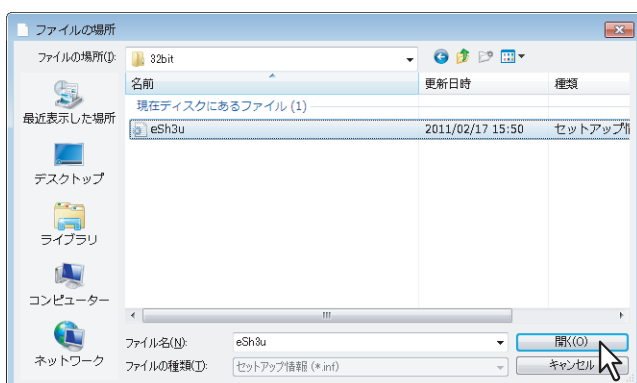 ファイルの場所
ファイルの場所(I):
32bit
名前
更新日時
種類
現在ディスクにあるファイル (1)
eSh3u
2011/02/17 15:50
セットアップ
最近表示した場所
デスクトップ
ライブラリ
コンピューター
ネットワーク
ファイル名(N):
eSh3u
開く(O)
ファイルの種類(T):
セットアップ情報 (*.inf)
キャンセル